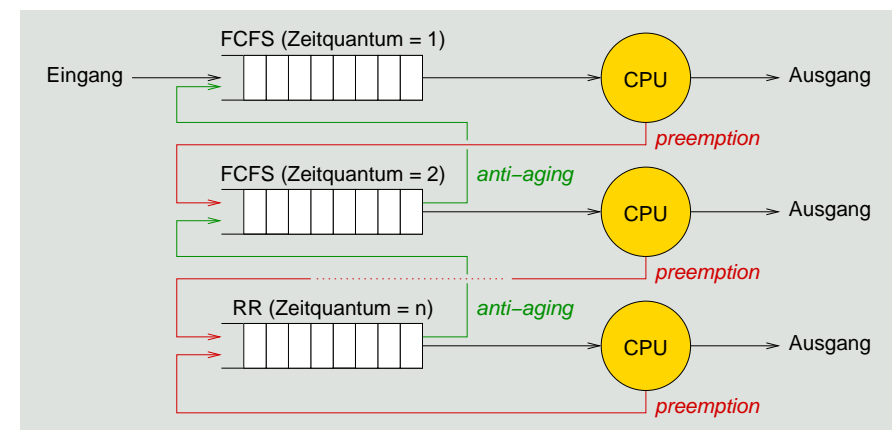 FCFS (Zeitquantum = 1)
Eingang
CPU
Ausgang
preemption
FCFS (Zeitquantum = 2)
anti−aging
CPU
Ausgang
preemption
RR (Zeitquantum = n)
anti−aging
CPU
Ausgang
preemption